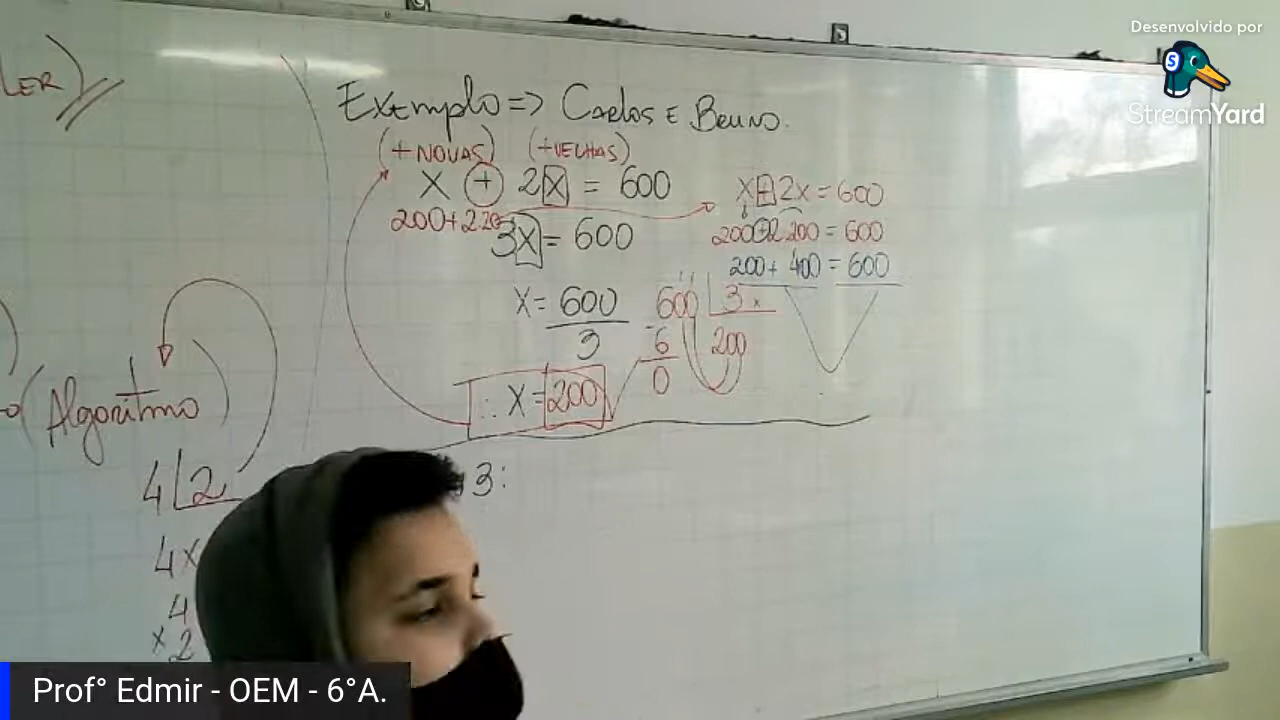 LER)
Exemplo => Carlos E Bruno.
(+NOVAS) (+VELHAS)
X + 2X = 600
200+2.20
3X = 600
X = 600
3
600 3
6 200
0
∴ X = 200
X+2X = 600
200+2.200 = 600
200 + 400 = 600
(Algoritmo)
4 2
4x
4
x 2
3:
Desenvolvido por
StreamYard
Prof° Edmir - OEM - 6°A.